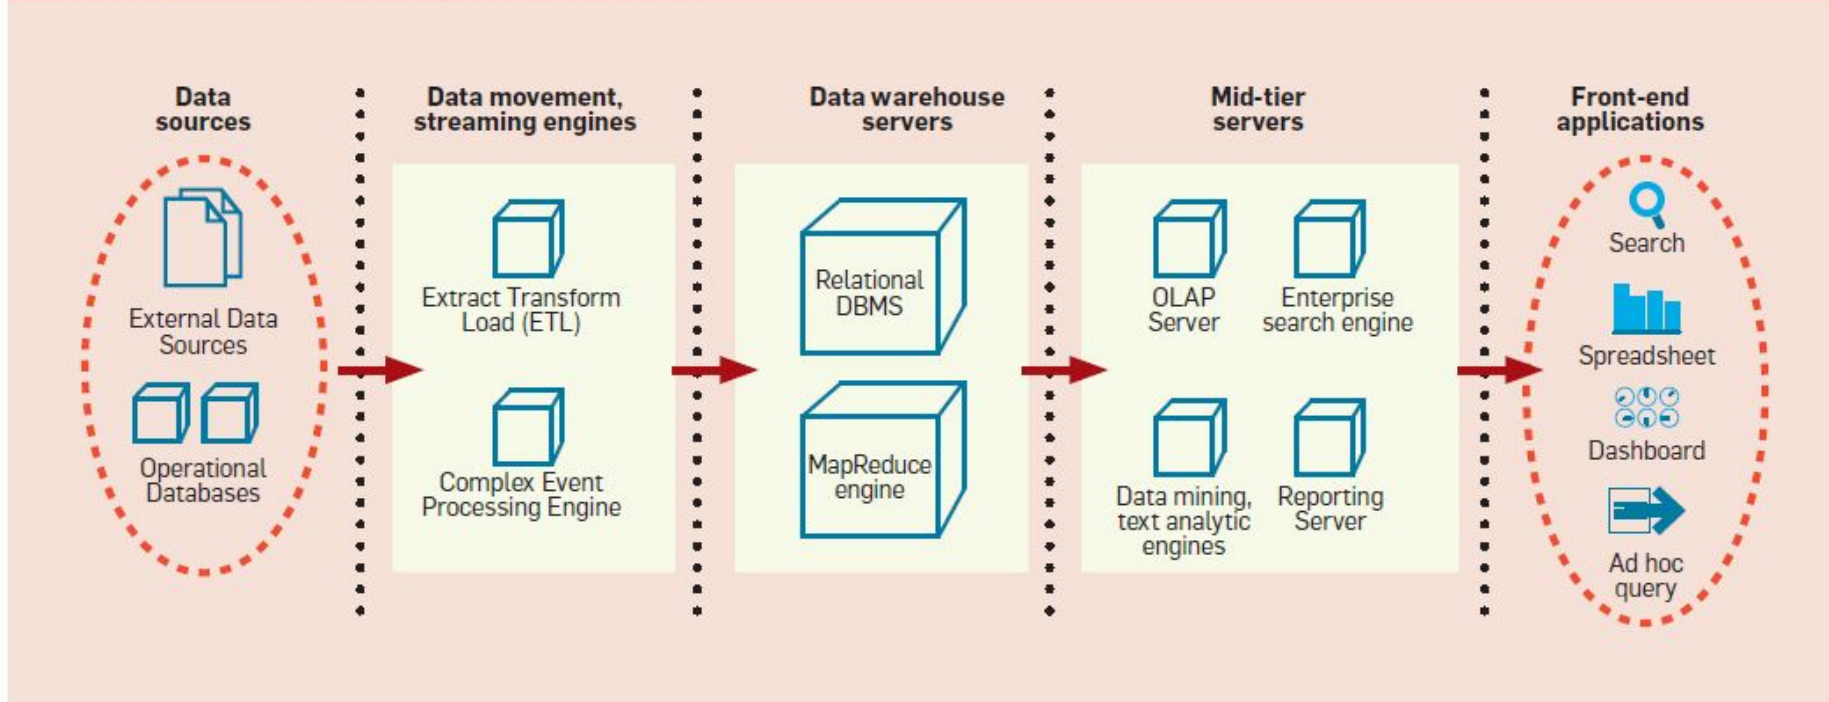 Data
sources
External Data
Sources
Operational
Databases
Data movement,
streaming engines
Extract Transform
Load (ETL)
Complex Event
Processing Engine
Data warehouse
servers
Relational
DBMS
MapReduce
engine
Mid-tier
servers
OLAP
Server
Enterprise
search engine
Data mining,
text analytic
engines
Reporting
Server
Front-end
applications
Search
Spreadsheet
Dashboard
Ad hoc
query